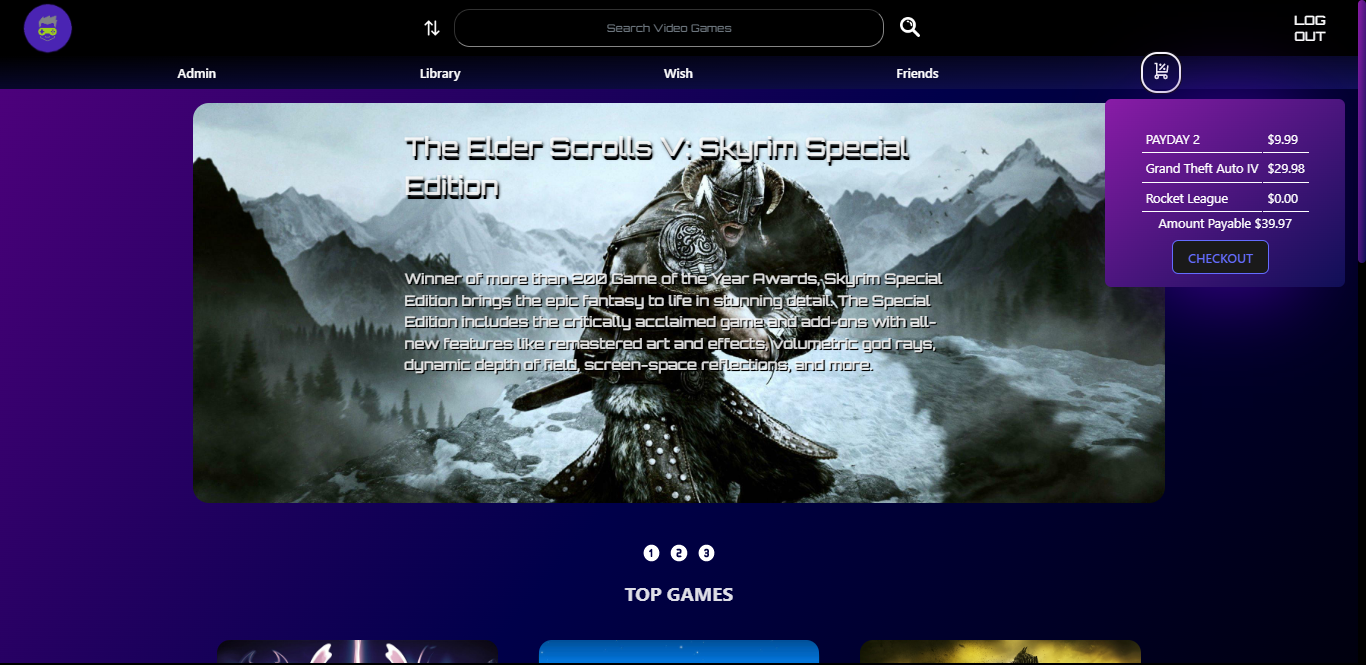 Search Video Games
LOG
OUT
Admin
Library
Wish
Friends
The Elder Scrolls V: Skyrim Special
Edition
Winner of more than 200 Game of the Year Awards, Skyrim Special
Edition brings the epic fantasy to life in stunning detail. The Special
Edition includes the critically acclaimed game and add-ons with all-
new features like remastered art and effects, volumetric god rays,
dynamic depth of field, screen-space reflections, and more.
PAYDAY 2 $9.99
Grand Theft Auto IV $29.98
Rocket League $0.00
Amount Payable $39.97
CHECKOUT
1 2 3
TOP GAMES